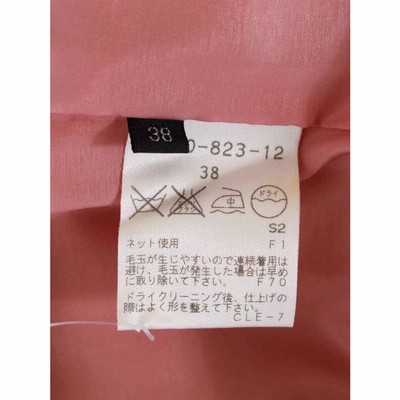 38
0-823-12
38
中 ドライ
S2
ネット使用 F1
毛玉が生じやすいので連続着用は
避け、毛玉が発生した場合は早め
に取り除いて下さい。 F70
ドライクリーニング後、仕上げの
際はよく形を整えて下さい。
CLE-7